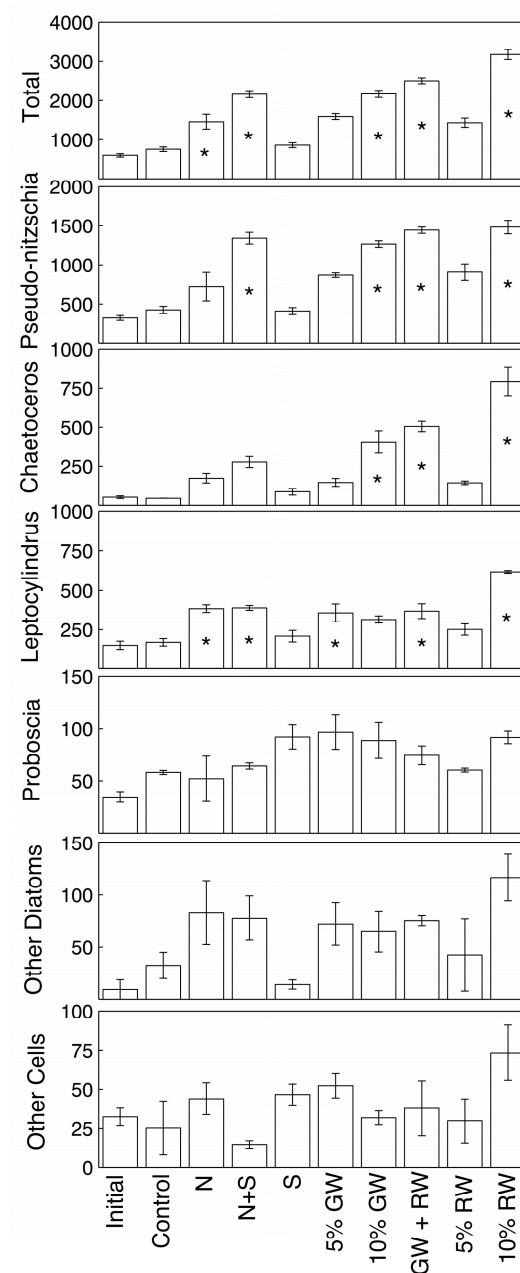 4000
3000
2000
1000
Total
*
*
*
*
*
2000
1500
1000
500
Pseudo-nitzschia
*
*
*
*
1000
750
500
250
Chaetoceros
*
*
*
1000
750
500
250
Leptocylindrus
*
*
*
*
*
150
100
50
Proboscia
150
100
50
Other Diatoms
100
75
50
25
0
Other Cells
Initial
Control
N
N+S
S
5% GW
10% GW
GW + RW
5% RW
10% RW